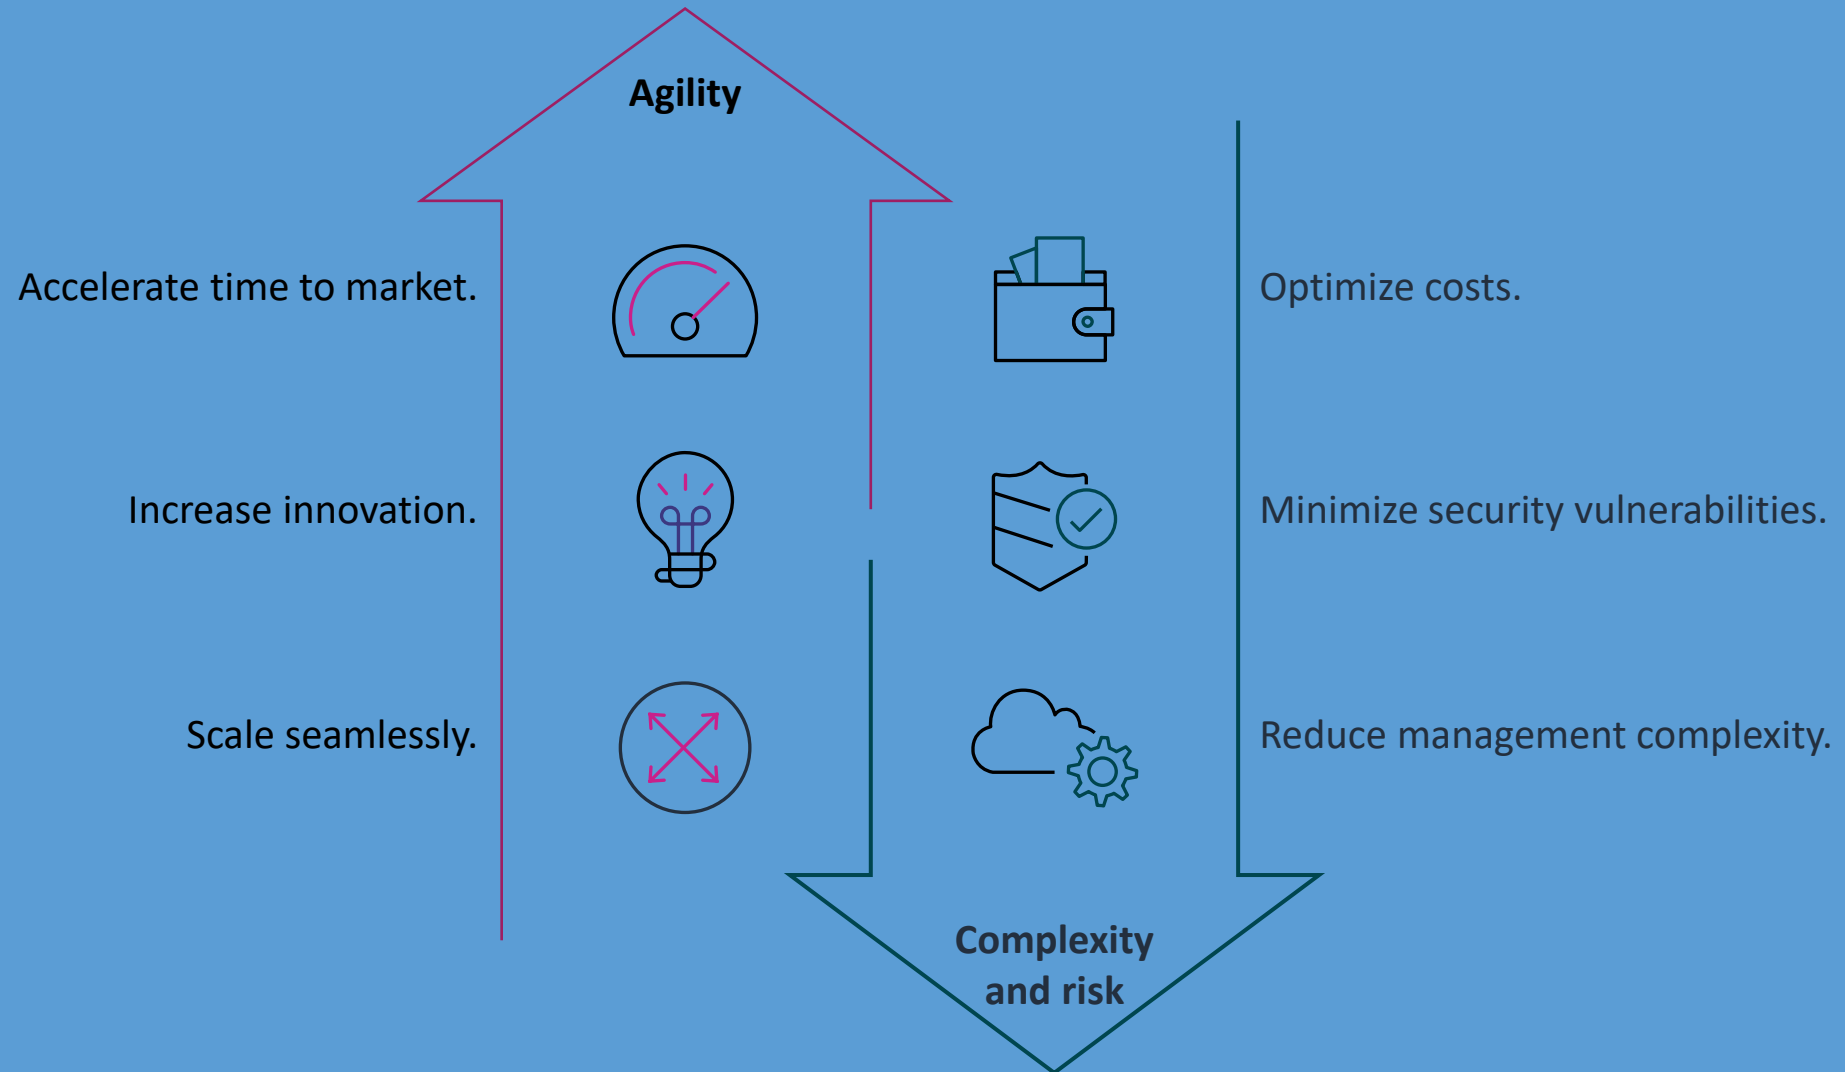 Agility
Accelerate time to market.
Optimize costs.
Increase innovation.
Minimize security vulnerabilities.
Scale seamlessly.
Reduce management complexity.
Complexity
and risk